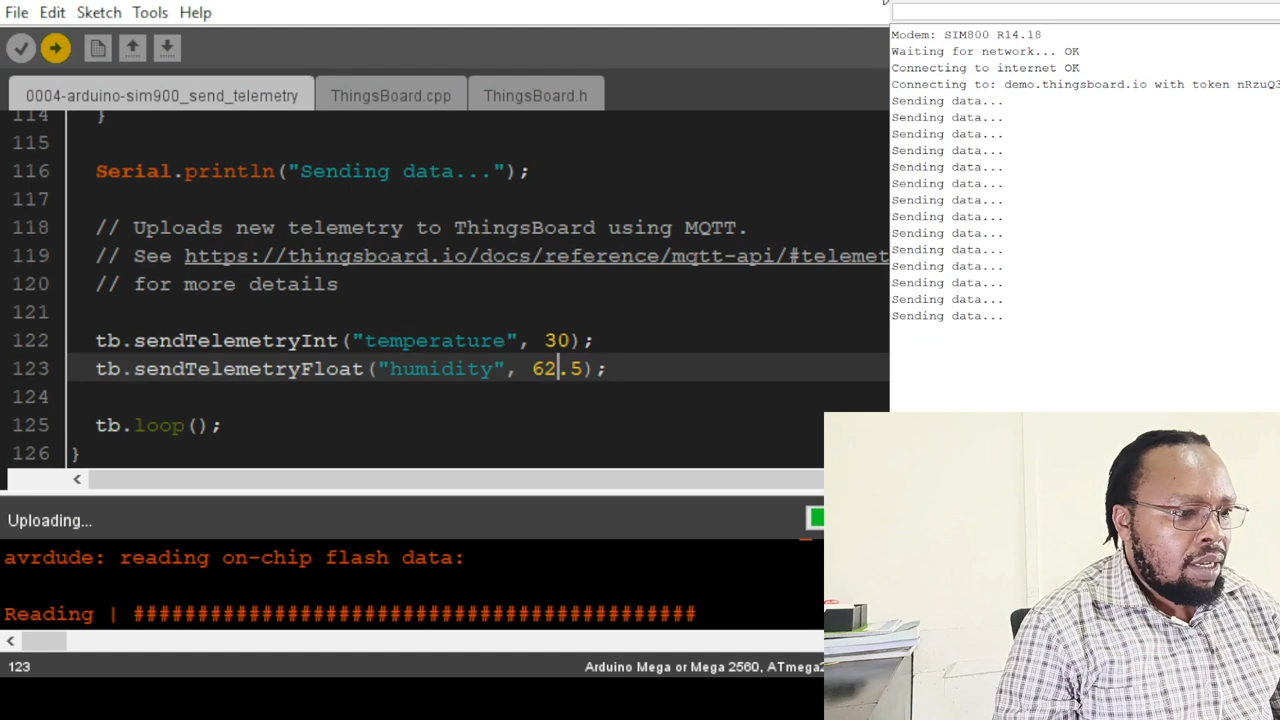 File Edit Sketch Tools Help
0004-arduino-sim900_send_telemetry ThingsBoard.cpp ThingsBoard.h
114 }
115
116 Serial.println("Sending data...");
117
118 // Uploads new telemetry to ThingsBoard using MQTT.
119 // See https://thingsboard.io/docs/reference/mqtt-api/#telemet
120 // for more details
121
122 tb.sendTelemetryInt("temperature", 30);
123 tb.sendTelemetryFloat("humidity", 62.5);
124
125 tb.loop();
126 }
Uploading...
avrdude: reading on-chip flash data:
Reading | ############################################
123 Arduino Mega or Mega 2560, ATmega2
Modem: SIM800 R14.18
Waiting for network... OK
Connecting to internet OK
Connecting to: demo.thingsboard.io with token nRzuQ3
Sending data...
Sending data...
Sending data...
Sending data...
Sending data...
Sending data...
Sending data...
Sending data...
Sending data...
Sending data...
Sending data...
Sending data...
Sending data...
Sending data...